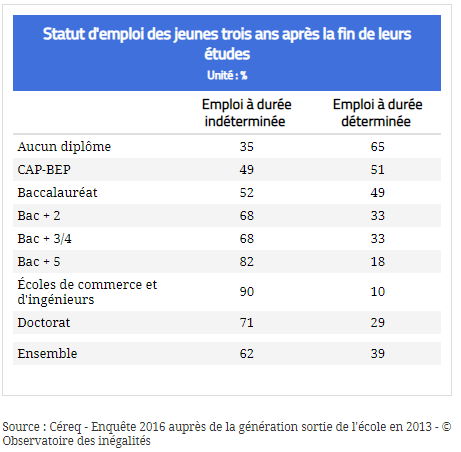 Statut d'emploi des jeunes trois ans après la fin de leurs
études
Unité : %
Emploi à durée indéterminée Emploi à durée déterminée
Aucun diplôme 35 65
CAP-BEP 49 51
Baccalauréat 52 49
Bac + 2 68 33
Bac + 3/4 68 33
Bac + 5 82 18
Écoles de commerce et
d'ingénieurs 90 10
Doctorat 71 29
Ensemble 62 39
Source : Céreq - Enquête 2016 auprès de la génération sortie de l'école en 2013 - ©
Observatoire des inégalités